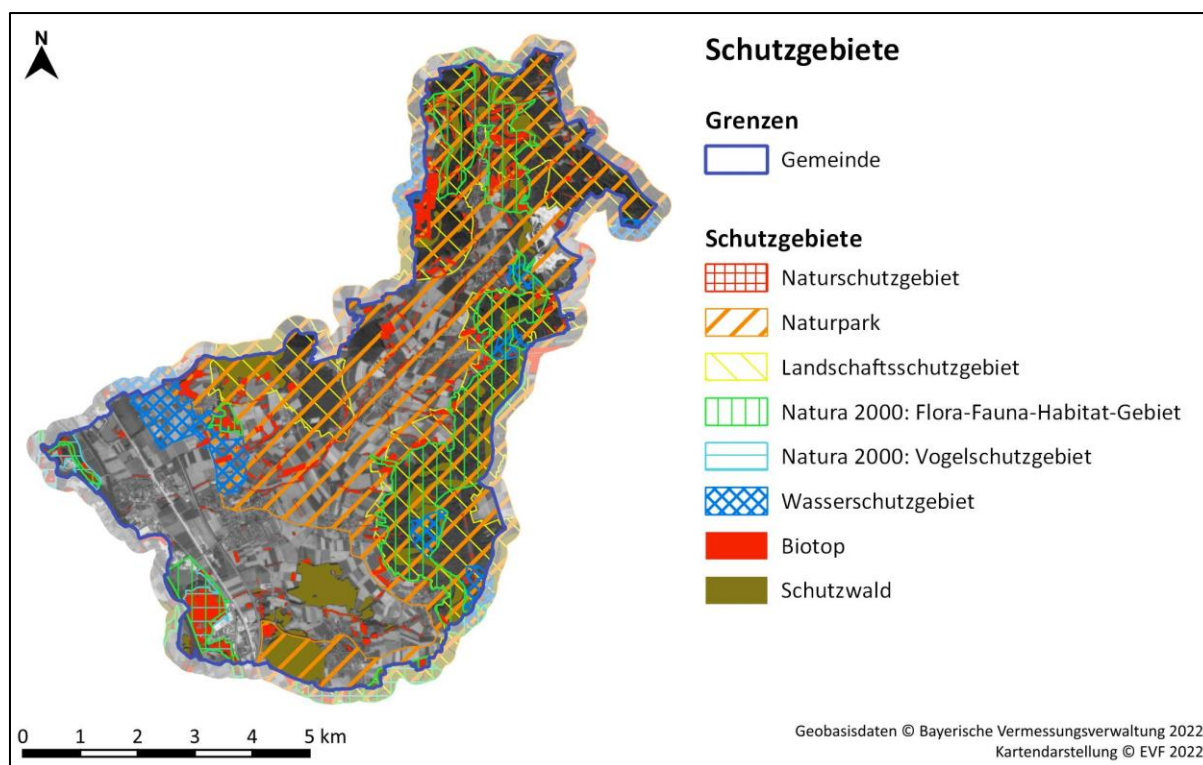 N
Schutzgebiete
Grenzen
Gemeinde
Schutzgebiete
Naturschutzgebiet
Naturpark
Landschaftsschutzgebiet
Natura 2000: Flora-Fauna-Habitat-Gebiet
Natura 2000: Vogelschutzgebiet
Wasserschutzgebiet
Biotop
Schutzwald
0 1 2 3 4 5 km
Geobasisdaten © Bayerische Vermessungsverwaltung 2022
Kartendarstellung © EVF 2022